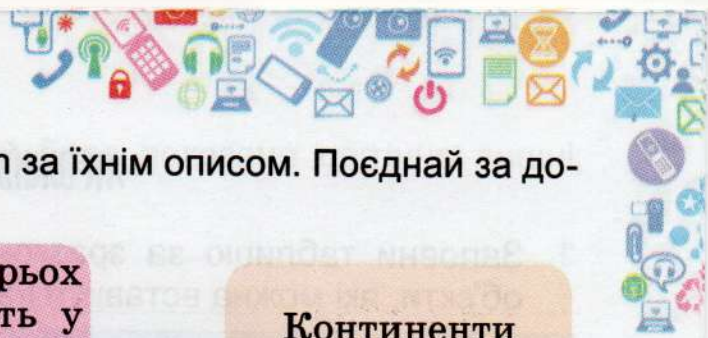 за їхнім описом. Поєднай за до-
рьох
ть у
Континенти